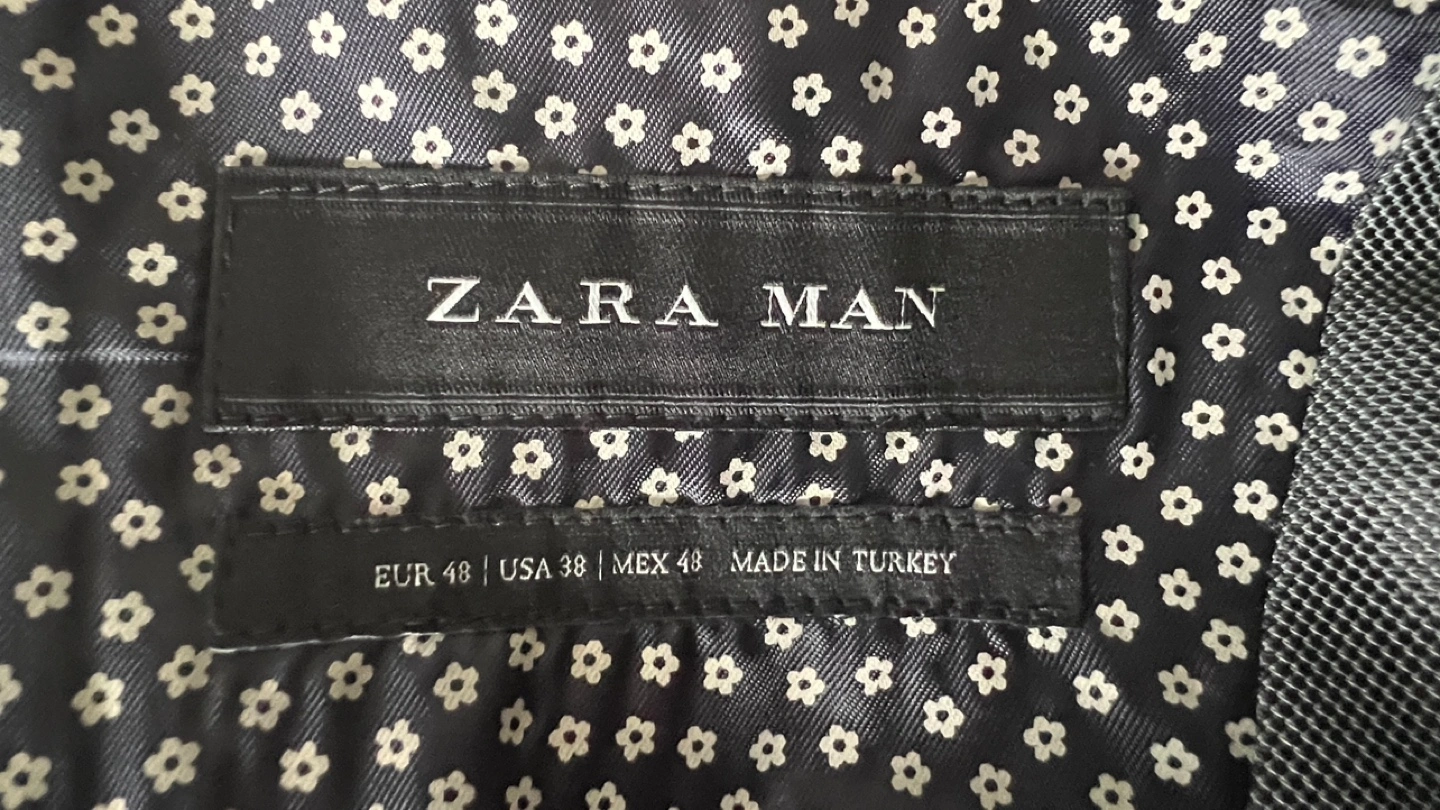 ZARA MAN
EUR 48 | USA 38 | MEX 48 MADE IN TURKEY